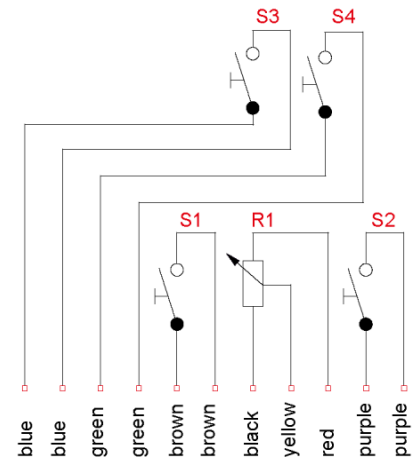 S3 S4
S1 R1 S2
blue
blue
green
green
brown
brown
black
yellow
red
purple
purple